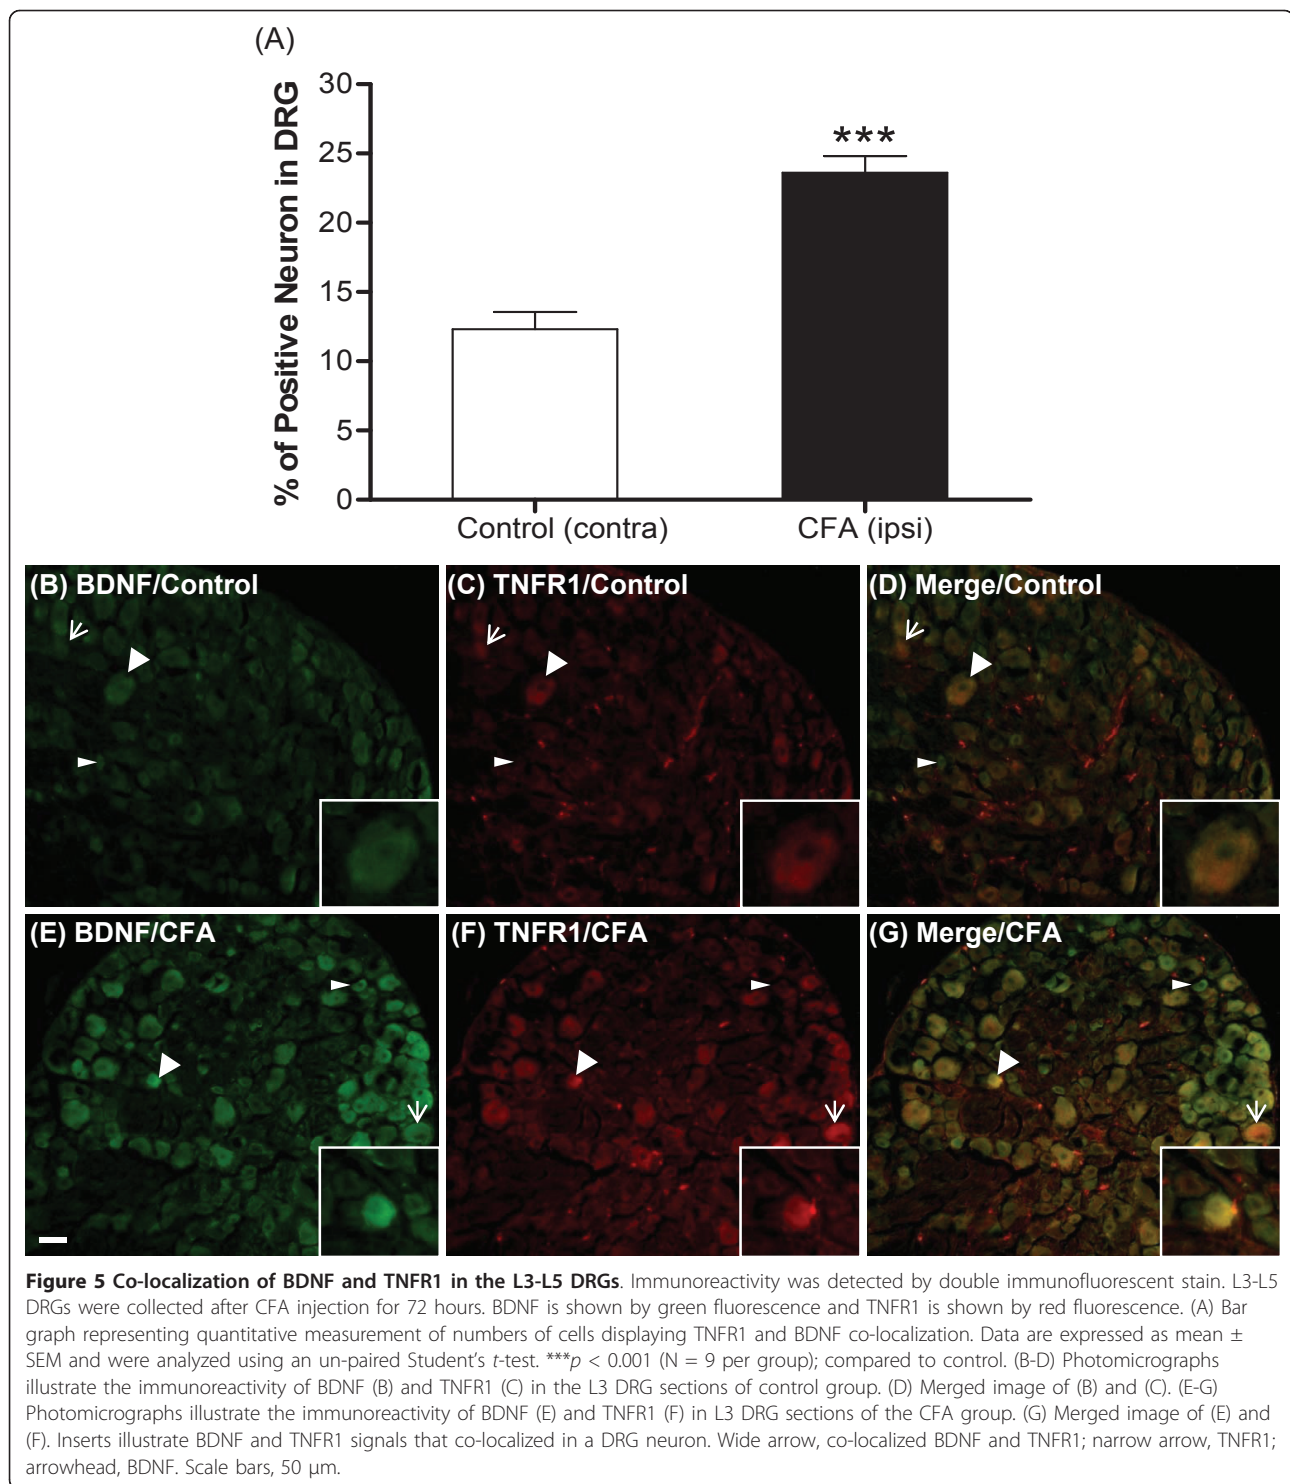 (A)
% of Positive Neuron in DRG
30
25
20
15
10
5
0
***
Control (contra)
CFA (ipsi)
(B) BDNF/Control
(C) TNFR1/Control
(D) Merge/Control
(E) BDNF/CFA
(F) TNFR1/CFA
(G) Merge/CFA
Figure 5 Co-localization of BDNF and TNFR1 in the L3-L5 DRGs. Immunoreactivity was detected by double immunofluorescent stain. L3-L5
DRGs were collected after CFA injection for 72 hours. BDNF is shown by green fluorescence and TNFR1 is shown by red fluorescence. (A) Bar
graph representing quantitative measurement of numbers of cells displaying TNFR1 and BDNF co-localization. Data are expressed as mean ±
SEM and were analyzed using an un-paired Student's t-test. ***p < 0.001 (N = 9 per group); compared to control. (B-D) Photomicrographs
illustrate the immunoreactivity of BDNF (B) and TNFR1 (C) in the L3 DRG sections of control group. (D) Merged image of (B) and (C). (E-G)
Photomicrographs illustrate the immunoreactivity of BDNF (E) and TNFR1 (F) in L3 DRG sections of the CFA group. (G) Merged image of (E) and
(F). Inserts illustrate BDNF and TNFR1 signals that co-localized in a DRG neuron. Wide arrow, co-localized BDNF and TNFR1; narrow arrow, TNFR1;
arrowhead, BDNF. Scale bars, 50 μm.